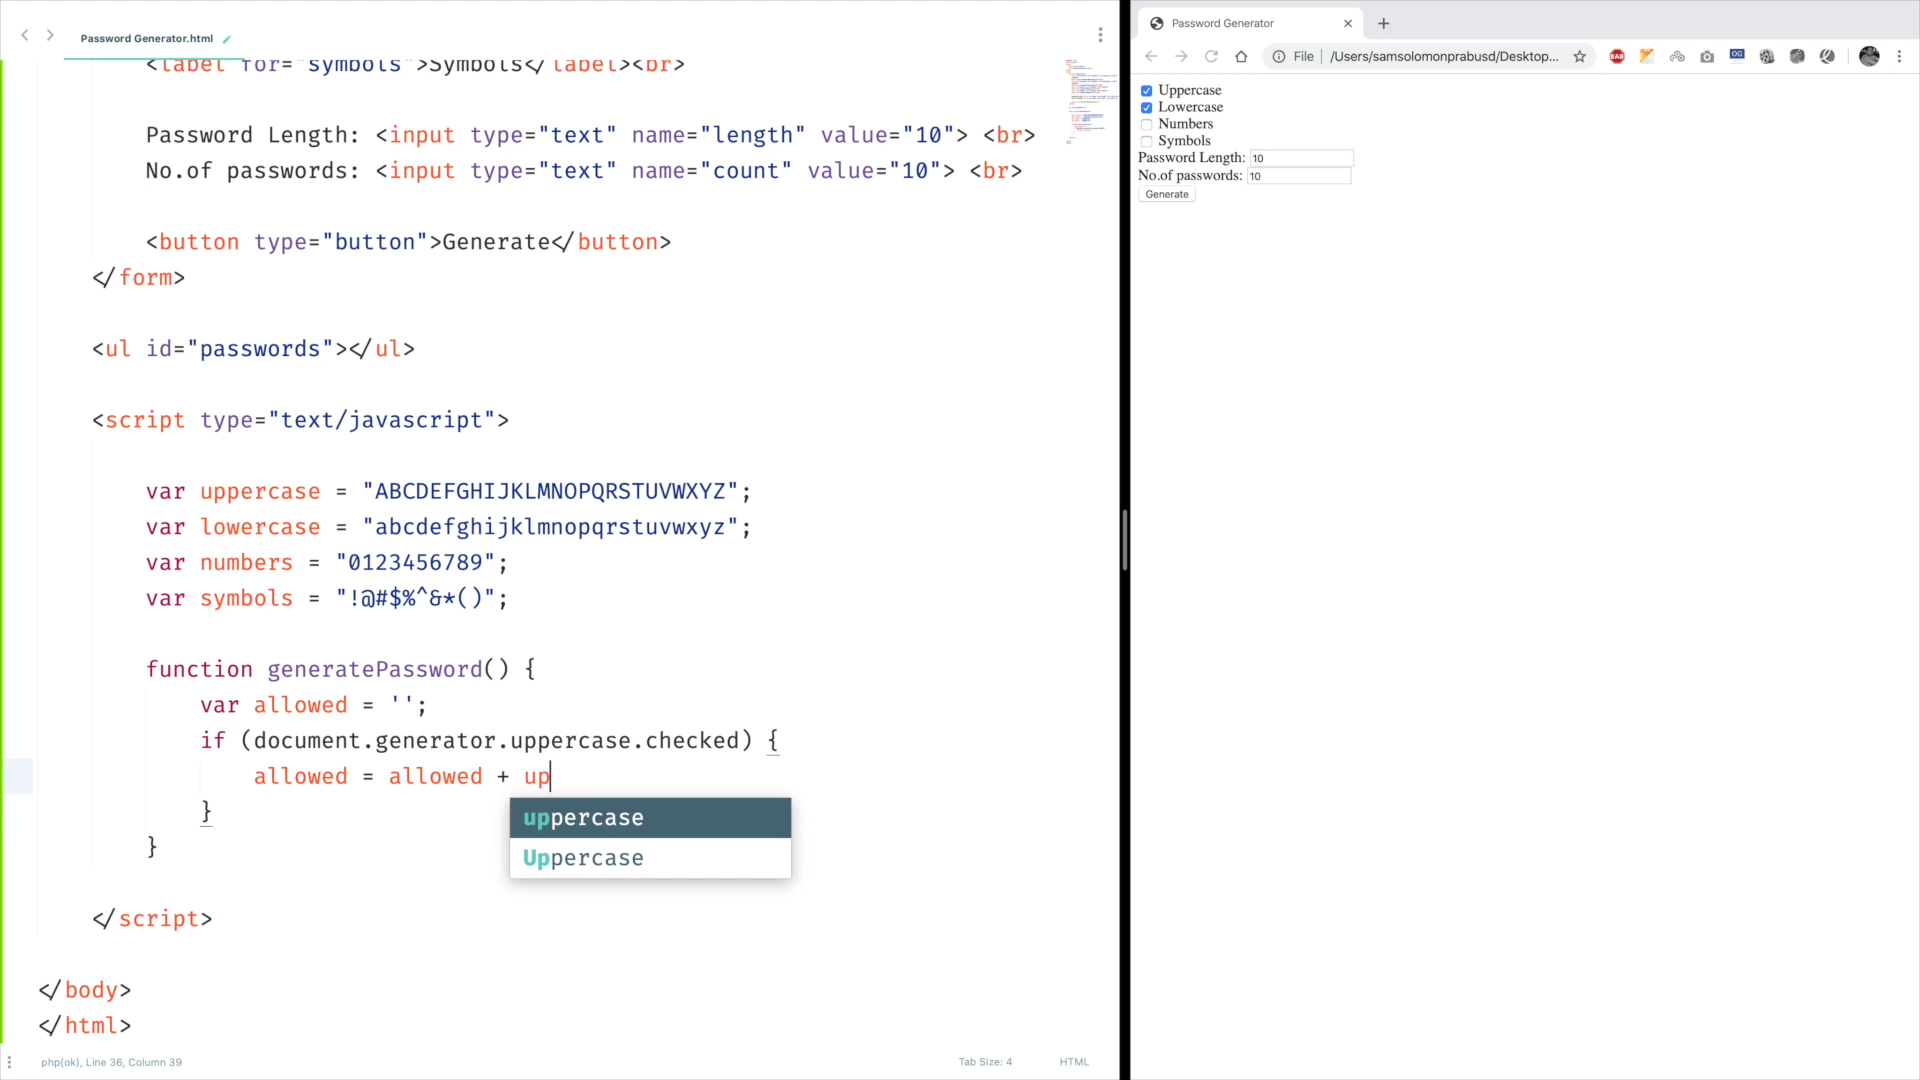 Password Generator.html
<label for="symbols">Symbols</label><br>
Password Length: <input type="text" name="length" value="10"> <br>
No.of passwords: <input type="text" name="count" value="10"> <br>
<button type="button">Generate</button>
</form>
<ul id="passwords"></ul>
<script type="text/javascript">
var uppercase = "ABCDEFGHIJKLMNOPQRSTUVWXYZ";
var lowercase = "abcdefghijklmnopqrstuvwxyz";
var numbers = "0123456789";
var symbols = "!@#$%^&*()";
function generatePassword() {
var allowed = '';
if (document.generator.uppercase.checked) {
allowed = allowed + up
}
uppercase
Uppercase
}
</script>
</body>
</html>
php(ok), Line 36, Column 39
Tab Size: 4
HTML
Password Generator
File
/Users/samsolomonprabusd/Desktop...
EAB
OG
Uppercase
Lowercase
Numbers
Symbols
Password Length: 10
No.of passwords: 10
Generate